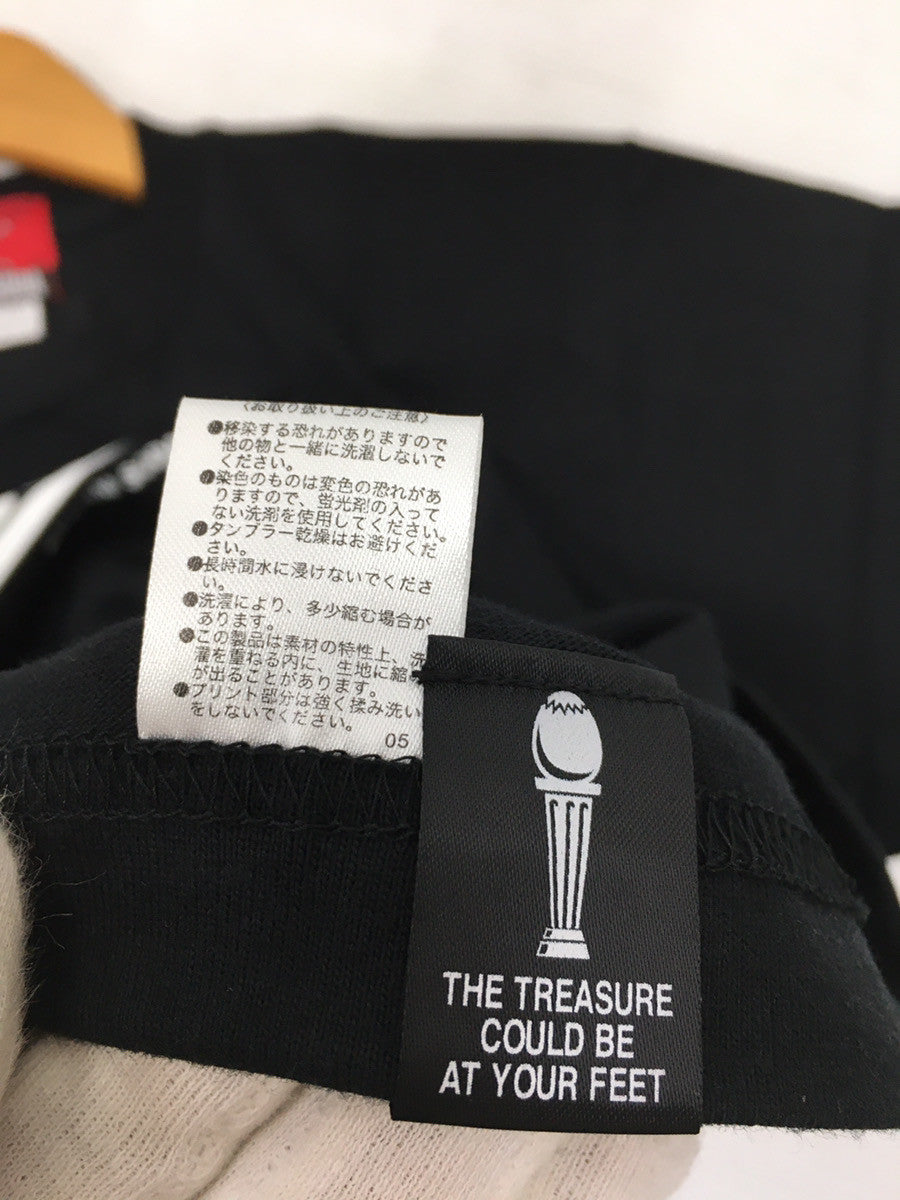 〈お取り扱い上のご注意〉
●移染する恐れがありますので
他の物と一緒に洗濯しないで
ください。
●染色のものは変色の恐れがあ
りますので、蛍光剤の入って
ない洗剤を使用してください。
●タンブラー乾燥はお避けくだ
さい。
●長時間水に浸けないでくださ
い。
●洗濯により、多少縮む場合が
あります。
●この製品は素材の特性上、洗
濯を重ねる内に、生地に縮
が出ることがあります。
●プリント部分は強く揉み洗い
をしないでください。
05
THE TREASURE
COULD BE
AT YOUR FEET